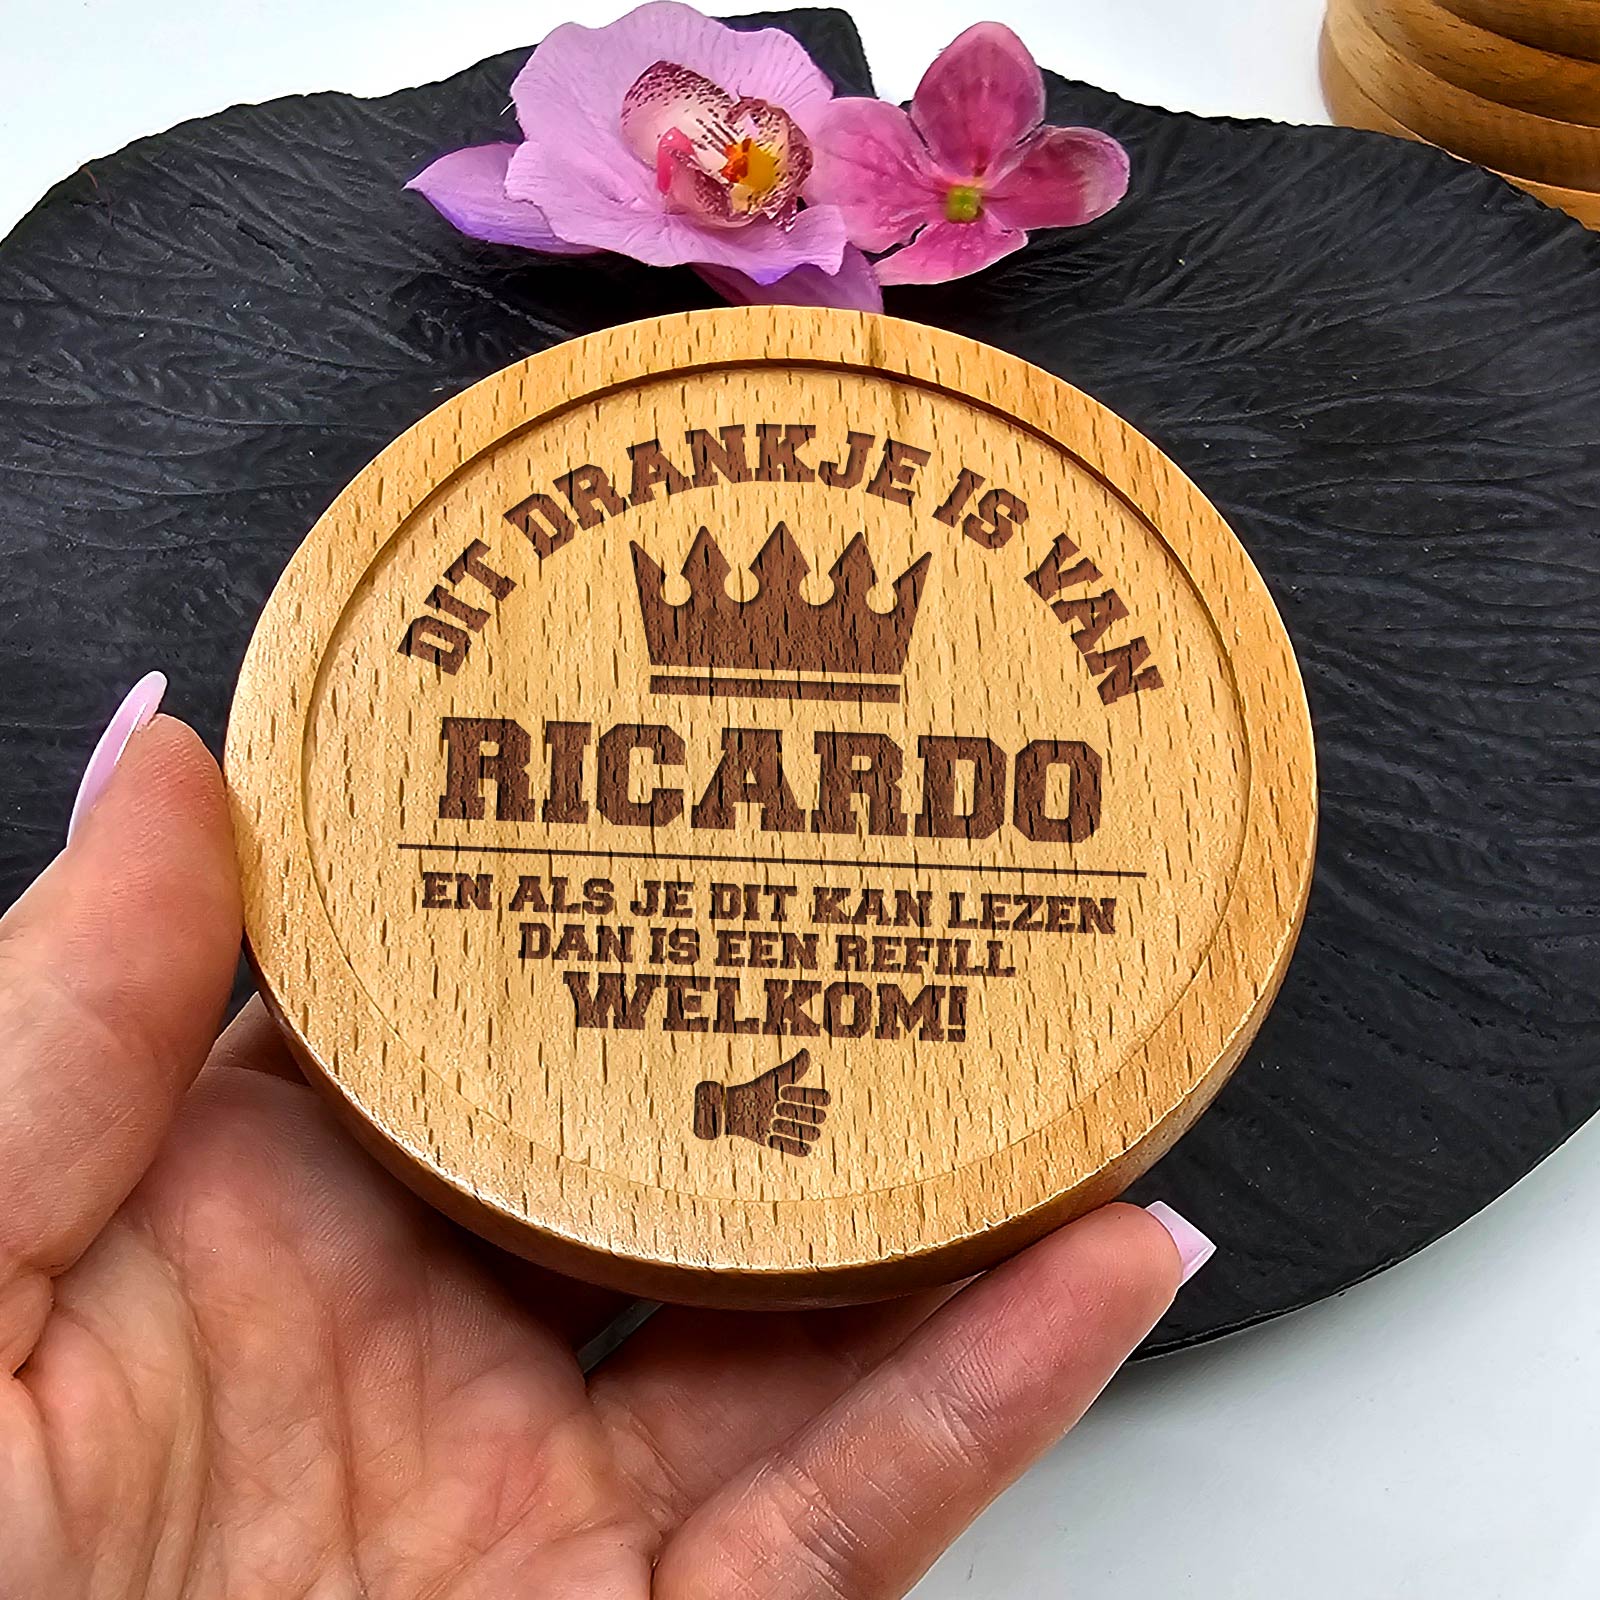 DIT DRANKJE IS VAN
RICARDO
EN ALS JE DIT KAN LEZEN
DAN IS EEN REFILL
WELKOM!